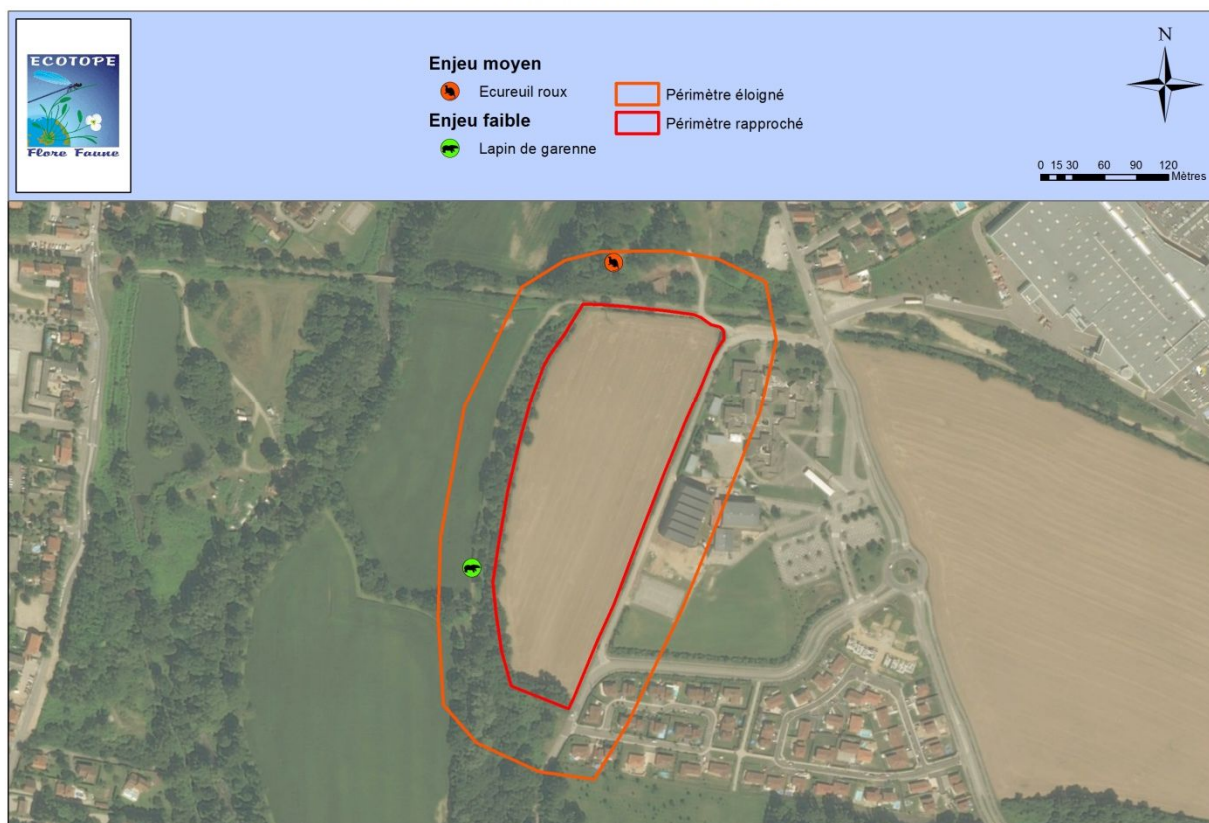 ECOTOPE
Flore Faune
Enjeu moyen
Ecureuil roux
Enjeu faible
Lapin de garenne
Périmètre éloigné
Périmètre rapproché
N
0 15 30 60 90 120
Mètres